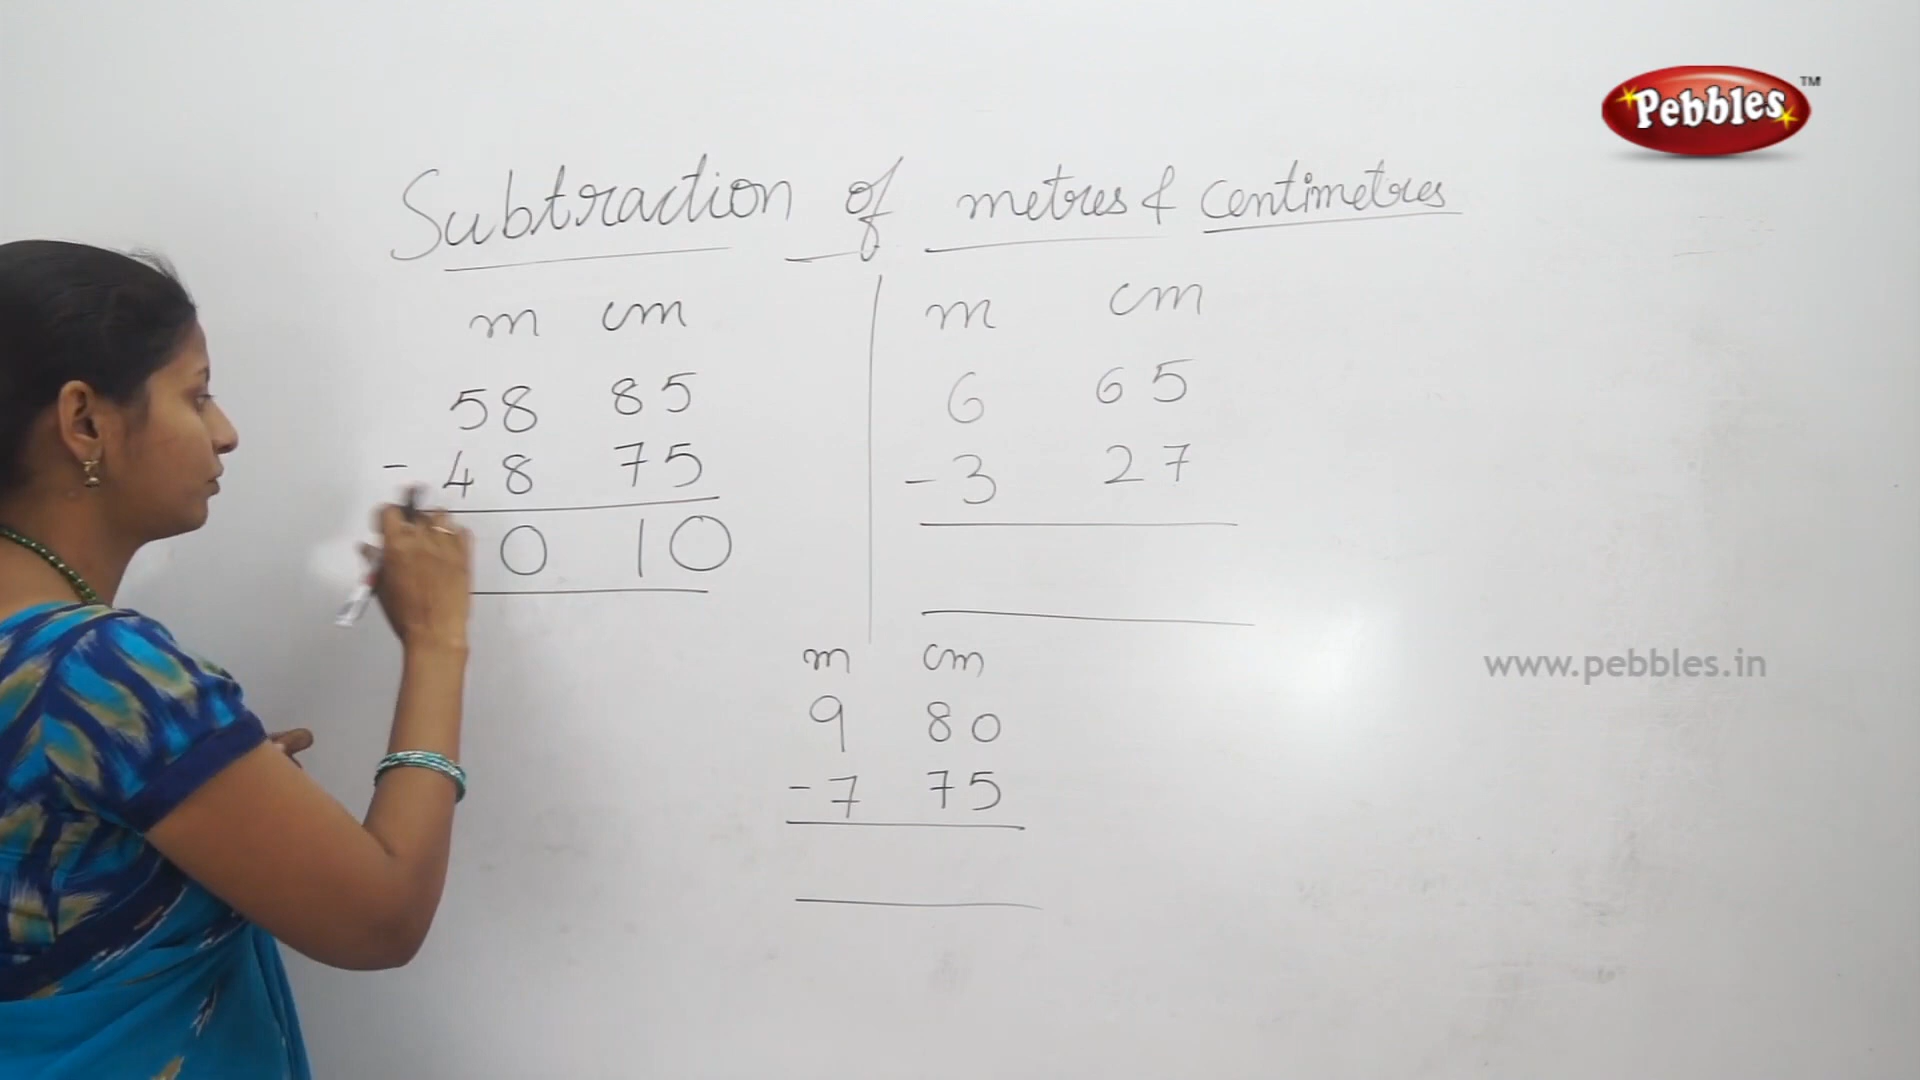 Pebbles™
Subtraction of metres & centimetres
m cm
58 85
- 48 75
0 10
m cm
6 65
- 3 27
m cm
9 80
- 7 75
www.pebbles.in